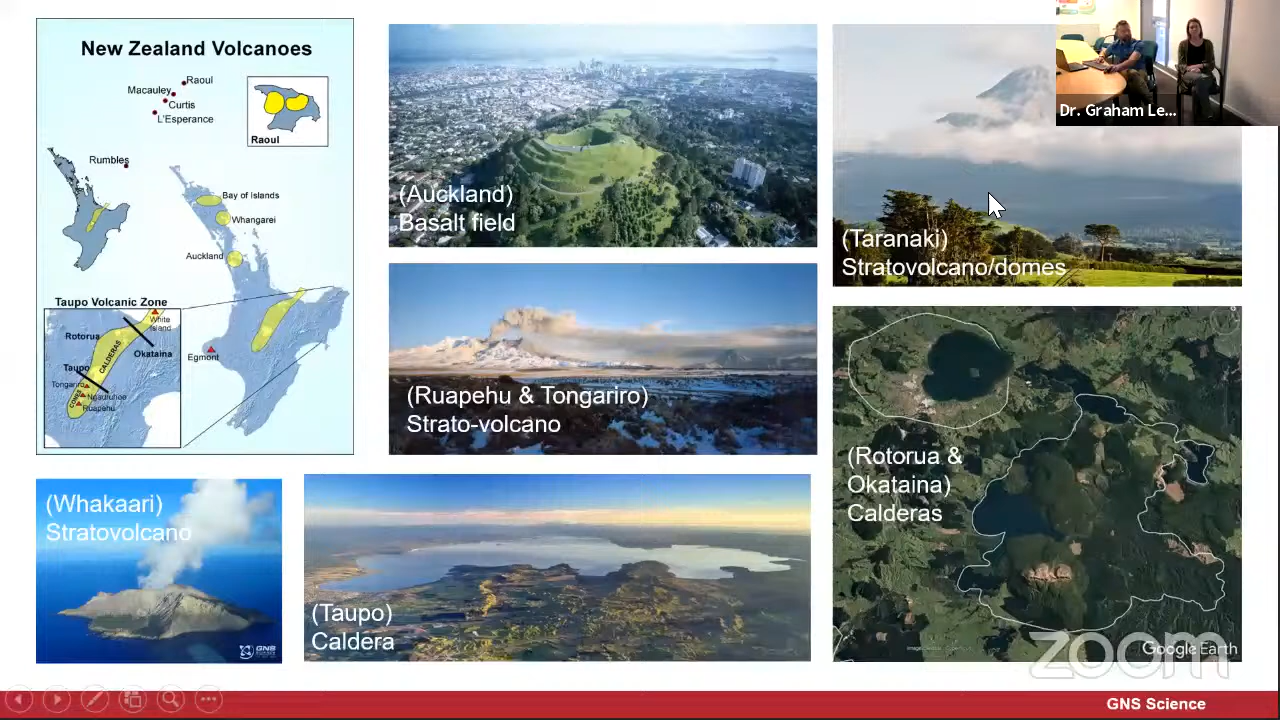 New Zealand Volcanoes
Raoul
Macauley
Curtis
L'Esperance
Raoul
Rumbles
Bay of Islands
Whangarei
Auckland
Taupo Volcanic Zone
White
Island
Rotorua
CALDERAS
Okataina
Taupo
Tongariro
Ngauruhoe
CONES
Ruapehu
Egmont
(Auckland)
Basalt field
(Taranaki)
Stratovolcano/domes
Dr. Graham Le...
(Ruapehu & Tongariro)
Strato-volcano
(Rotorua &
Okataina)
Calderas
(Whakaari)
Stratovolcano
GNS
(Taupo)
Caldera
Google Earth
zoom
GNS Science